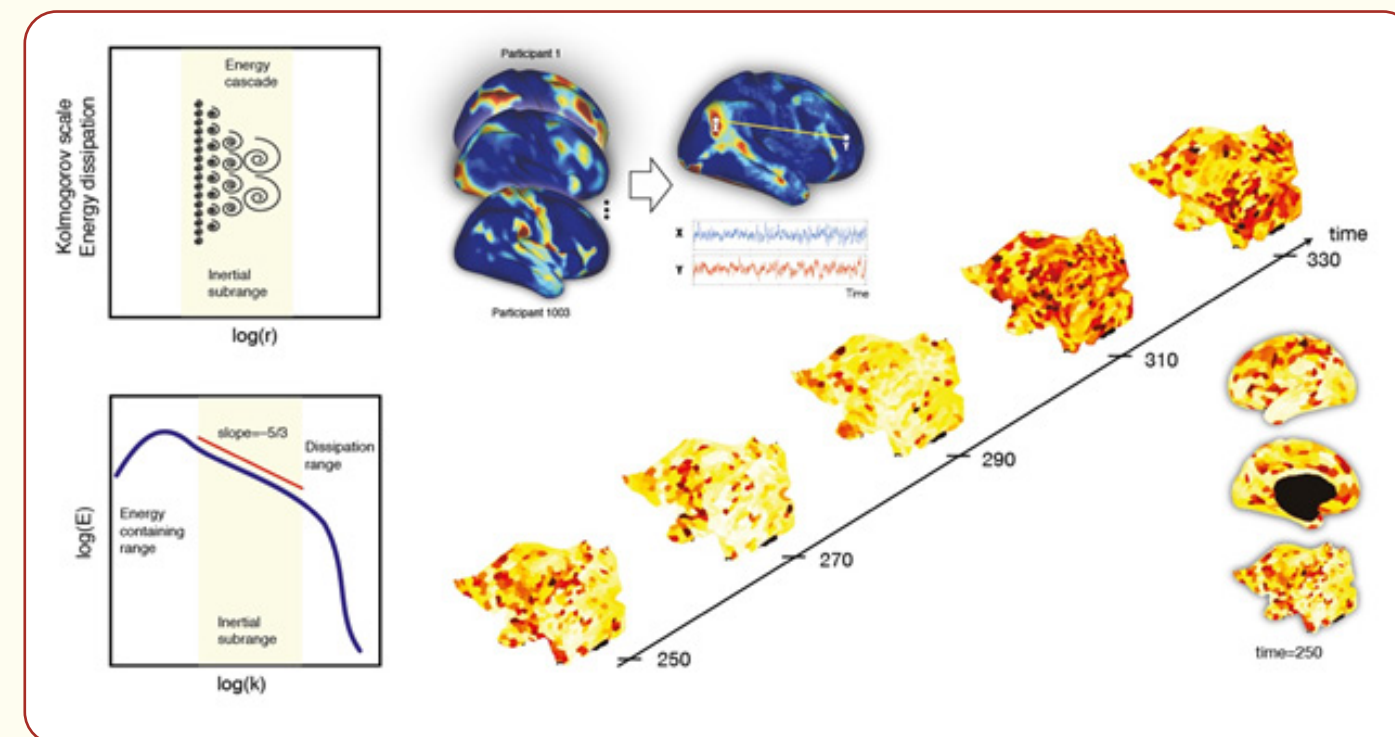 Kolmogorov scale
Energy dissipation
Energy
cascade
Inertial
subrange
log(r)
log(E)
slope=–5/3
Dissipation
range
Energy
containing
range
Inertial
subrange
log(k)
Participant 1
Participant 1003
X
Y
X
Y
Time
time
330
310
290
270
250
time=250